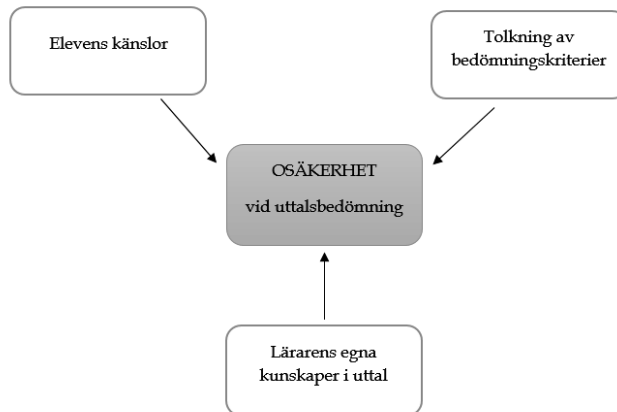 Elevens känslor
Tolkning av
bedömningskriterier
OSÄKERHET
vid uttalsbedömning
Lärarens egna
kunskaper i uttal